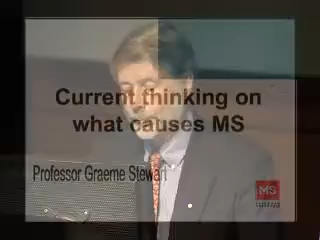 Current thinking on
what causes MS
Professor Graeme Stewart
MS